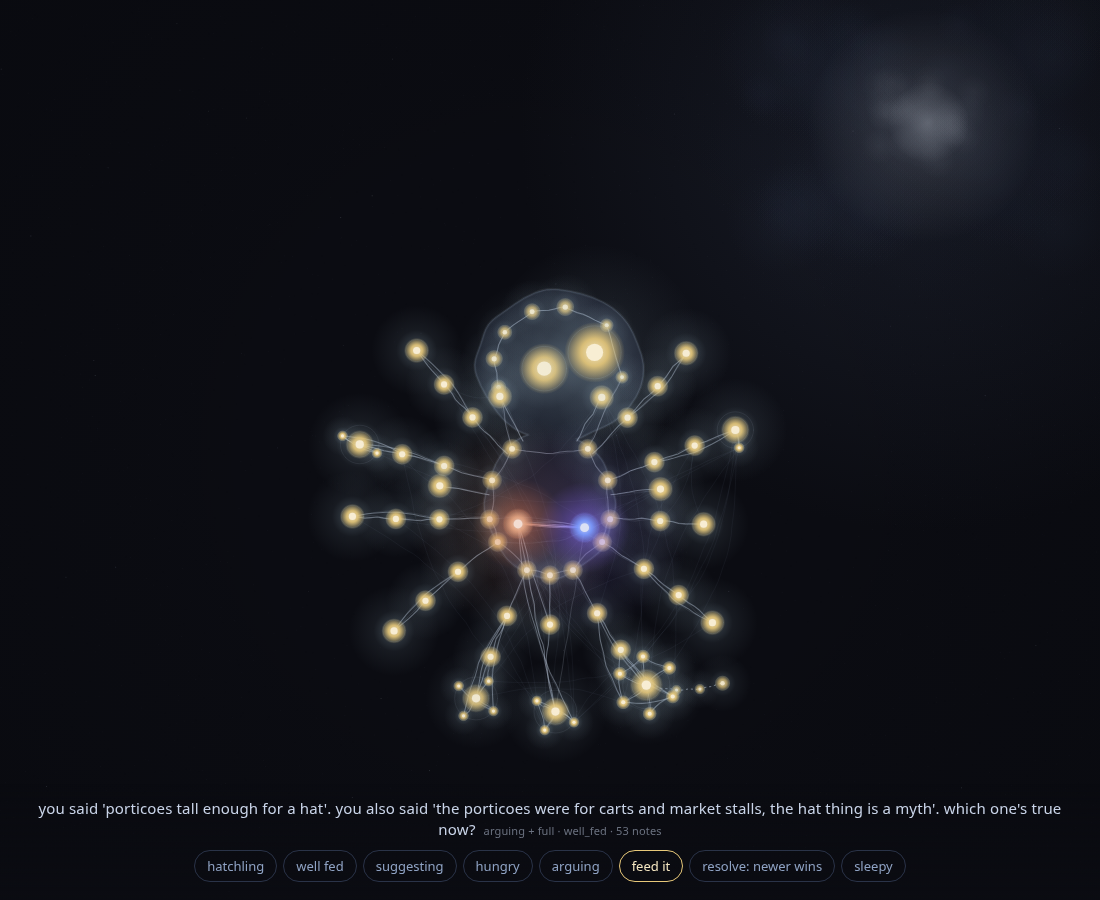 you said 'porticoes tall enough for a hat'. you also said 'the porticoes were for carts and market stalls, the hat thing is a myth'. which one's true
now? arguing + full · well_fed · 53 notes
hatchling well fed suggesting hungry arguing feed it resolve: newer wins sleepy